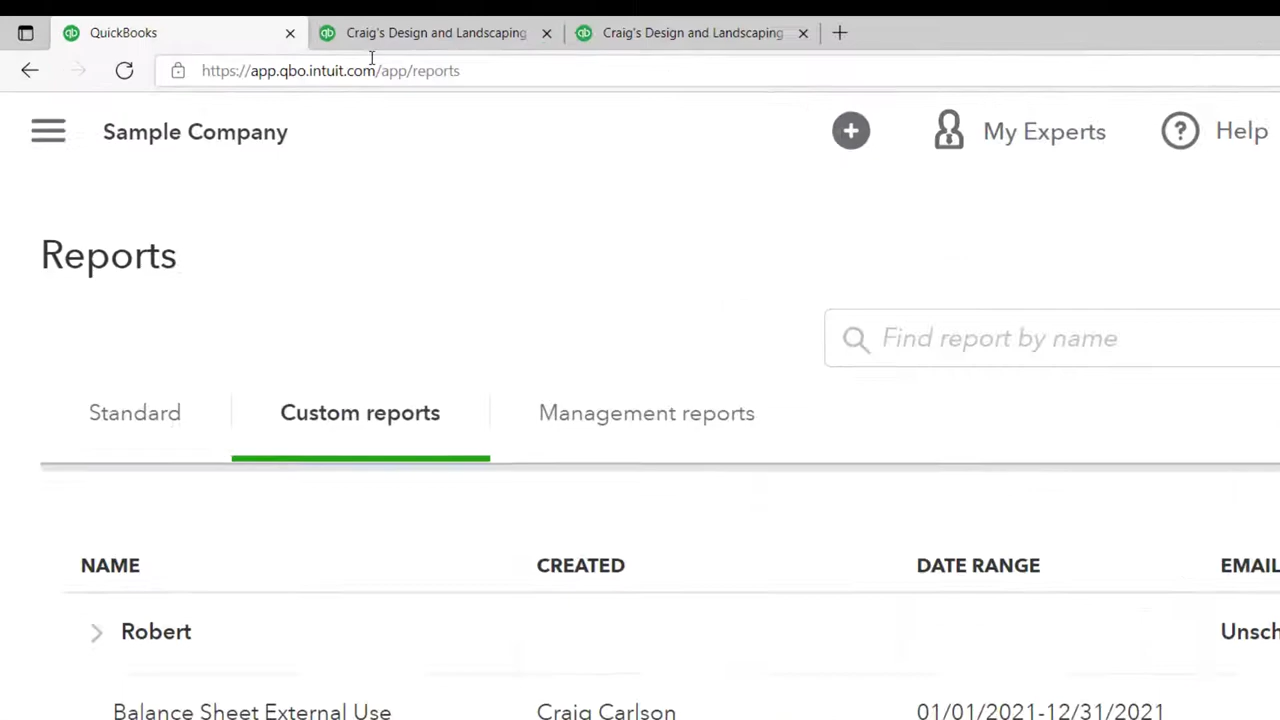 QuickBooks
Craig's Design and Landscaping
Craig's Design and Landscaping
https://app.qbo.intuit.com/app/reports
Sample Company
My Experts
Help
Reports
Find report by name
Standard
Custom reports
Management reports
NAME
CREATED
DATE RANGE
EMAIL
Robert
Unsch
Balance Sheet External Use
Craig Carlson
01/01/2021-12/31/2021